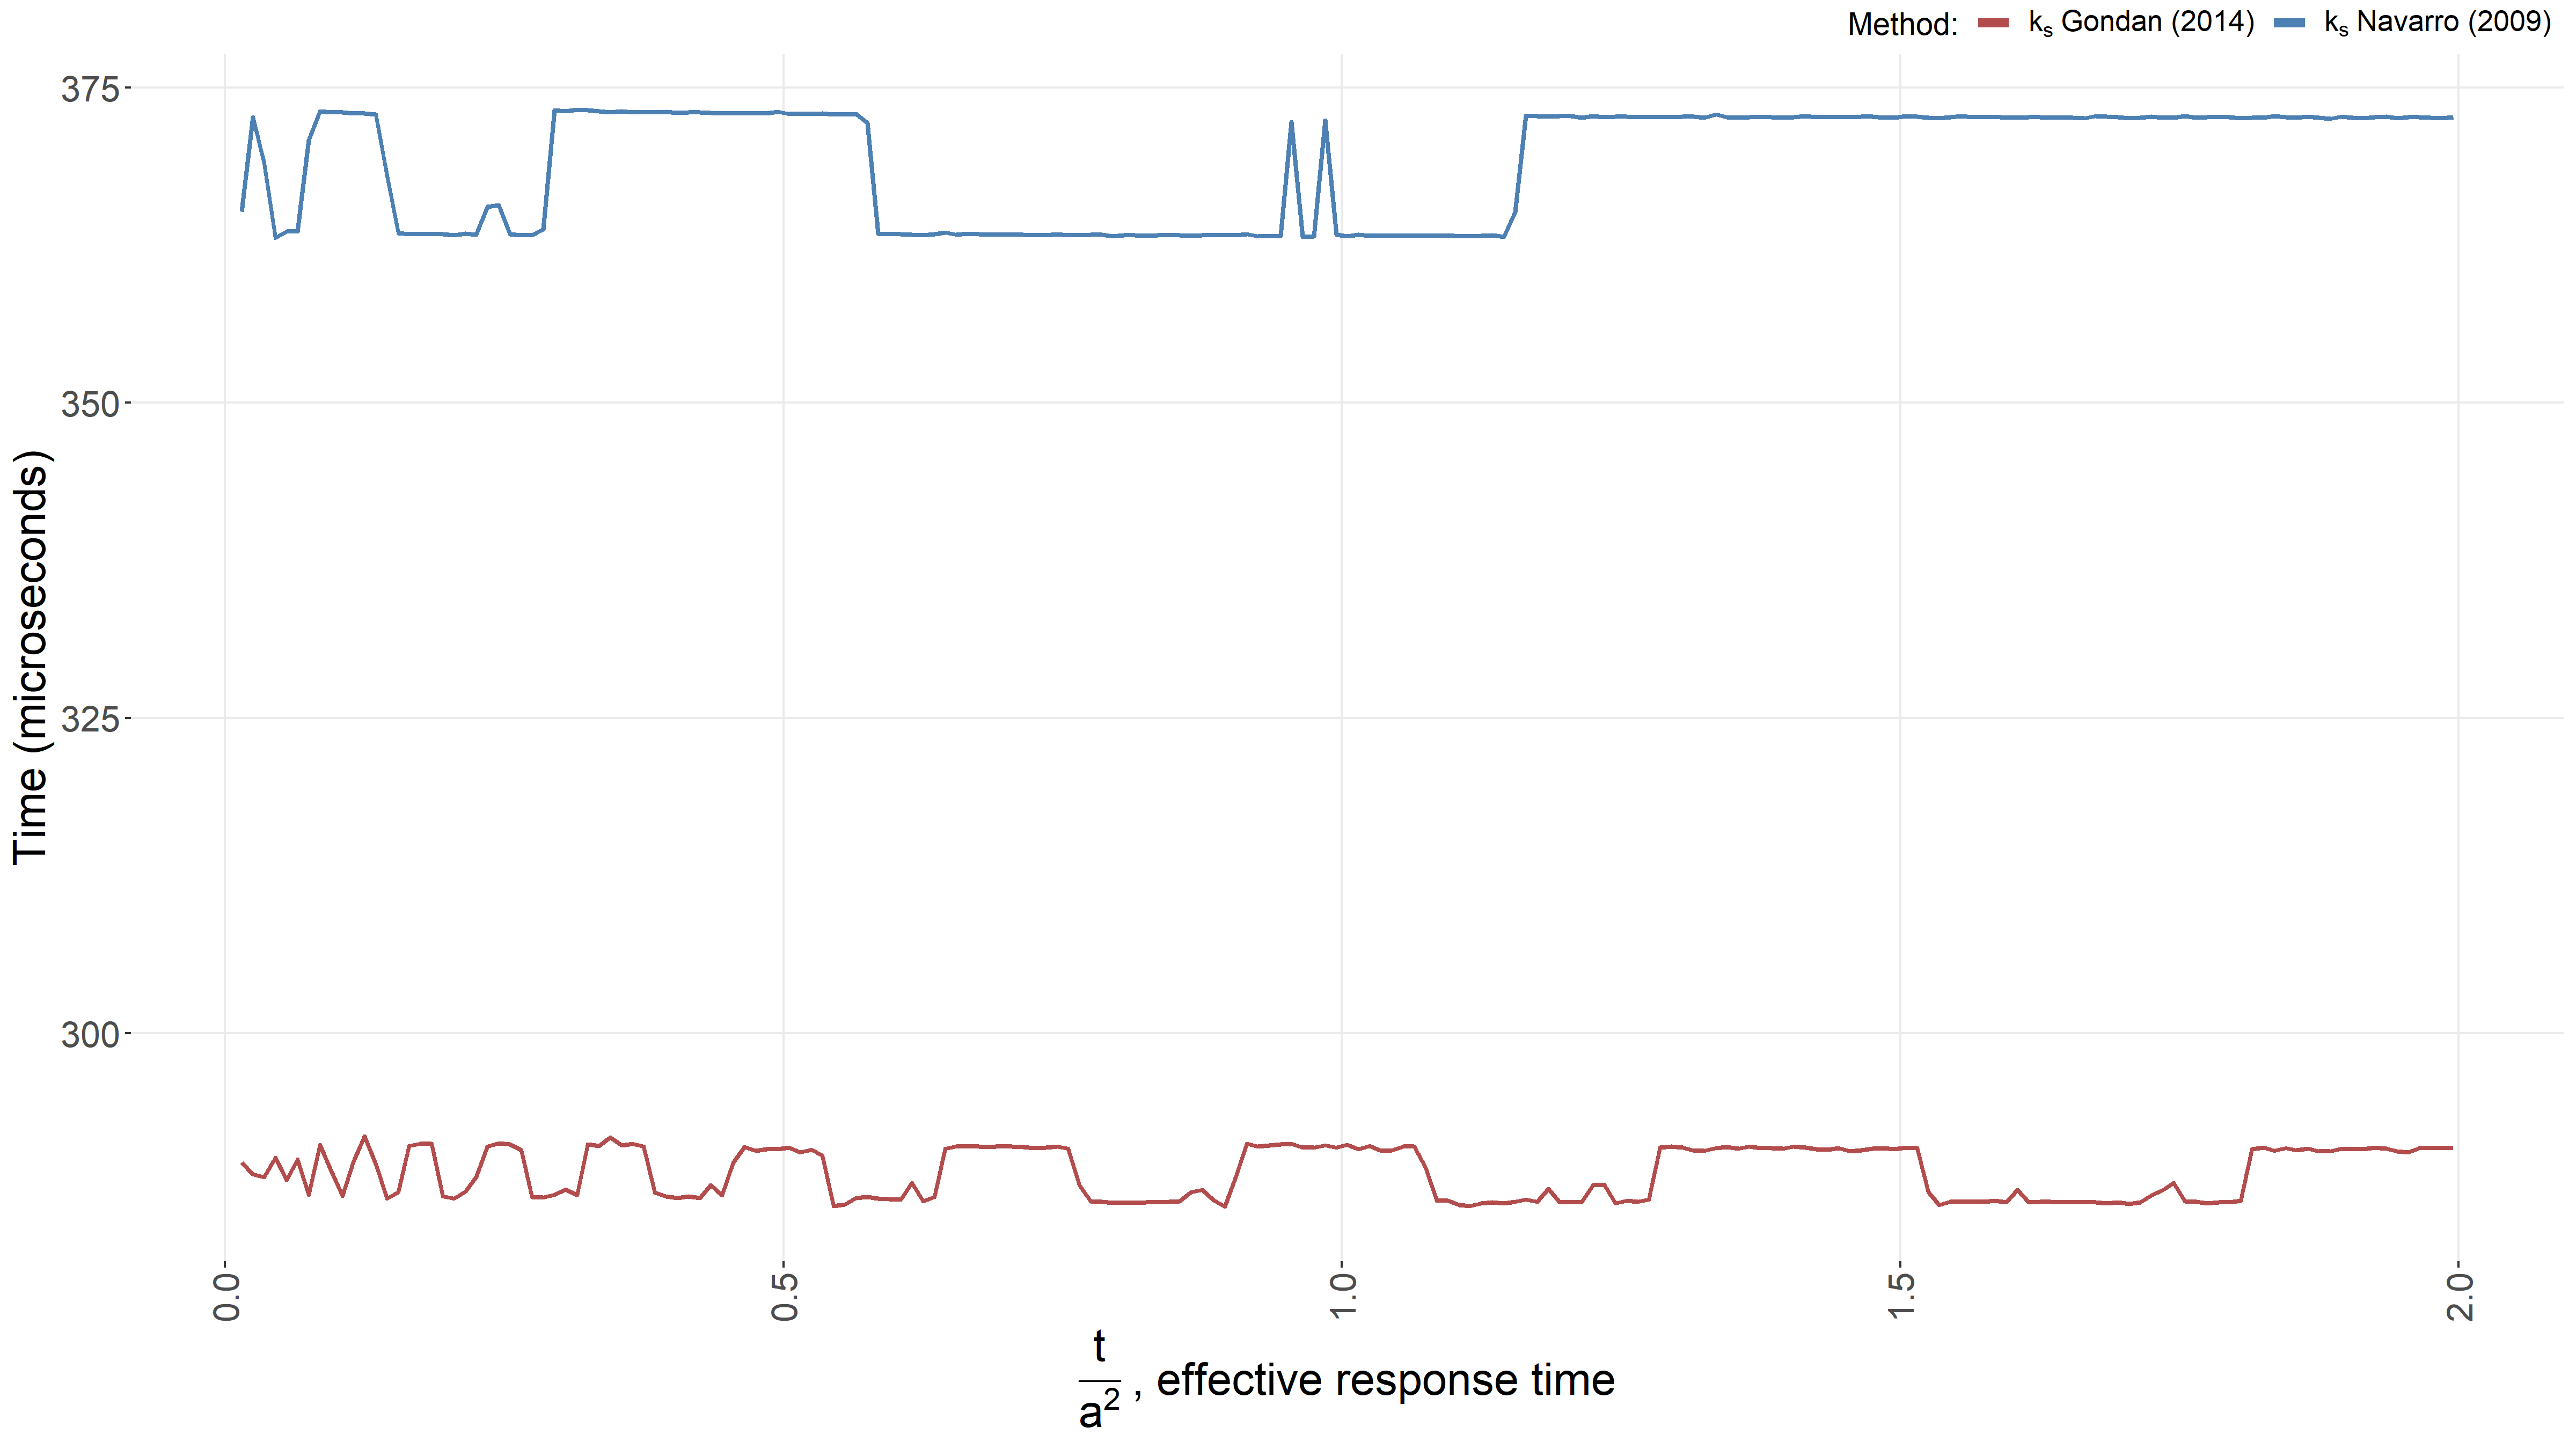 Method: ks Gondan (2014) ks Navarro (2009)
375
350
325
300
Time (microseconds)
0.0 0.5 1.0 1.5 2.0
t
a² , effective response time